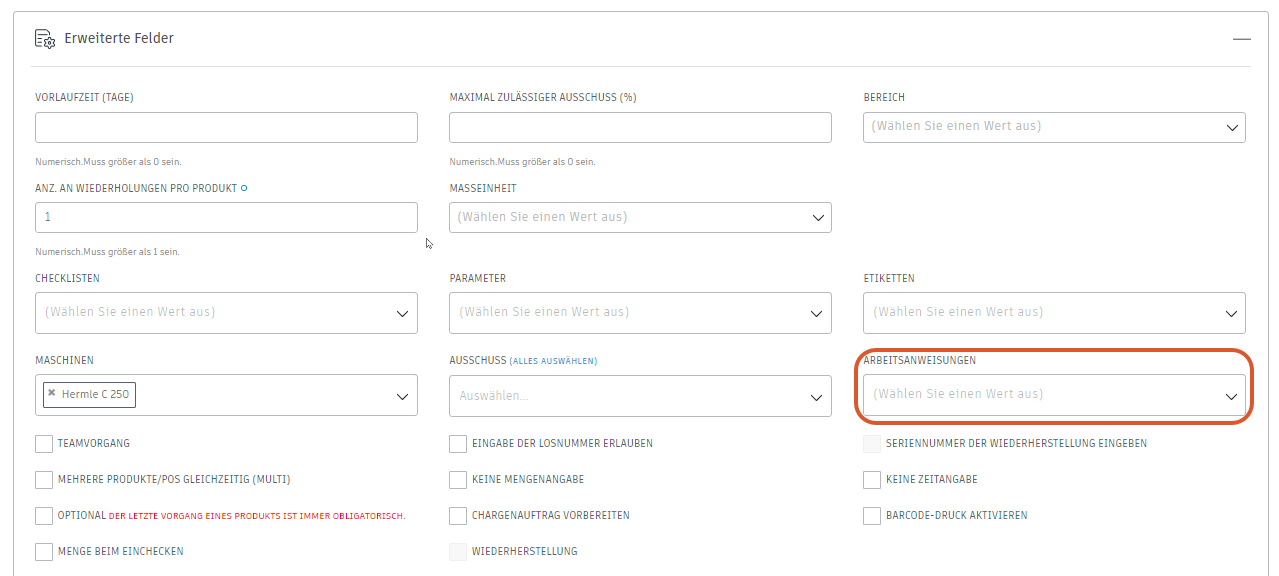 Erweiterte Felder
VORLAUFZEIT (TAGE)
MAXIMAL ZULÄSSIGER AUSSCHUSS (%)
BEREICH
(Wählen Sie einen Wert aus)
Numerisch.Muss größer als 0 sein.
Numerisch.Muss größer als 0 sein.
ANZ. AN WIEDERHOLUNGEN PRO PRODUKT
MASSEINHEIT
1
(Wählen Sie einen Wert aus)
Numerisch.Muss größer als 1 sein.
CHECKLISTEN
PARAMETER
ETIKETTEN
(Wählen Sie einen Wert aus)
(Wählen Sie einen Wert aus)
(Wählen Sie einen Wert aus)
MASCHINEN
AUSSCHUSS (ALLES AUSWÄHLEN)
ARBEITSANWEISUNGEN
✖ Hermle C 250
Auswählen...
(Wählen Sie einen Wert aus)
TEAMVORGANG
EINGABE DER LOSNUMMER ERLAUBEN
SERIENNUMMER DER WIEDERHERSTELLUNG EINGEBEN
MEHRERE PRODUKTE/POS GLEICHZEITIG (MULTI)
KEINE MENGENANGABE
KEINE ZEITANGABE
OPTIONAL DER LETZTE VORGANG EINES PRODUKTS IST IMMER OBLIGATORISCH.
CHARGENAUFTRAG VORBEREITEN
BARCODE-DRUCK AKTIVIEREN
MENGE BEIM EINCHECKEN
WIEDERHERSTELLUNG